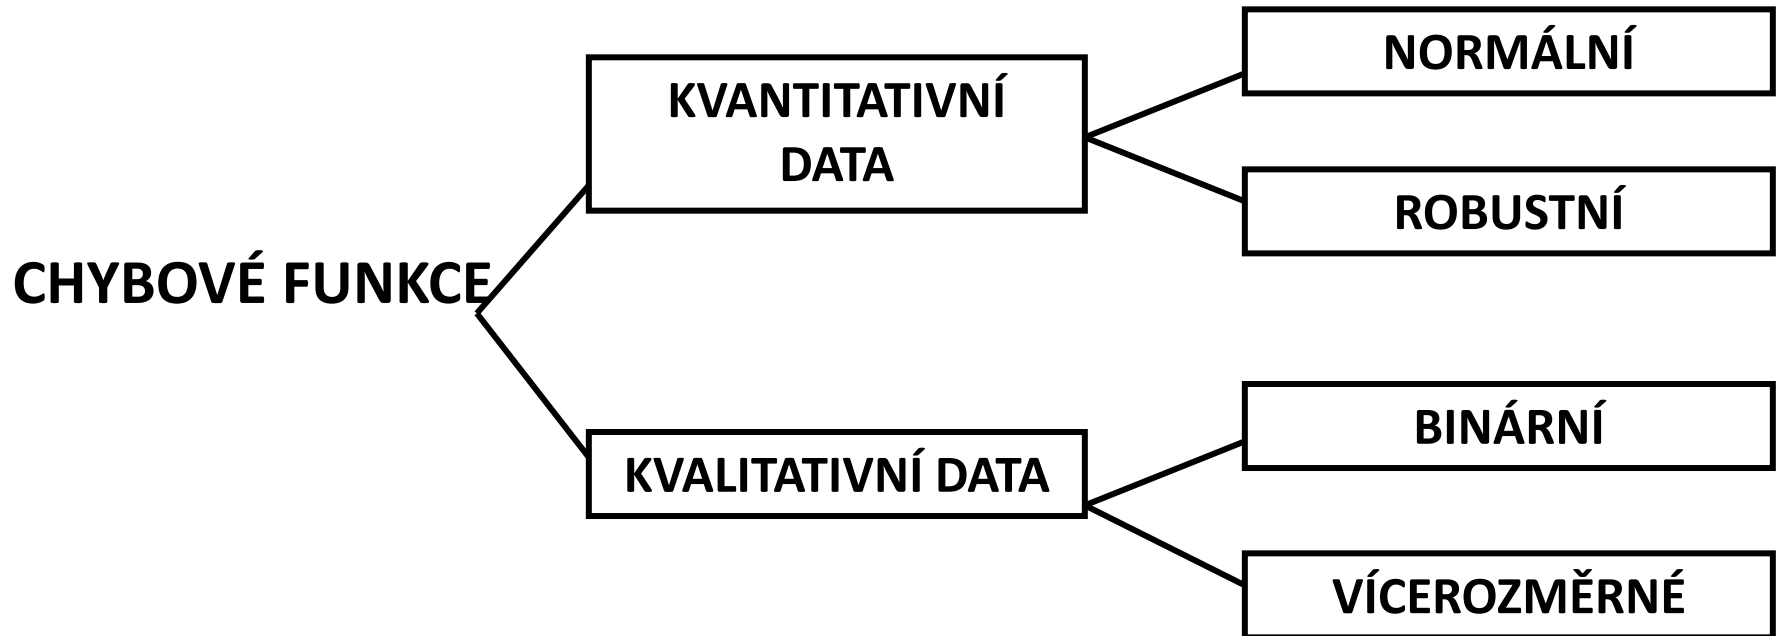 CHYBOVÉ FUNKCE
KVANTITATIVNÍ
DATA
NORMÁLNÍ
ROBUSTNÍ
KVALITATIVNÍ DATA
BINÁRNÍ
VÍCEROZMĚRNÉ